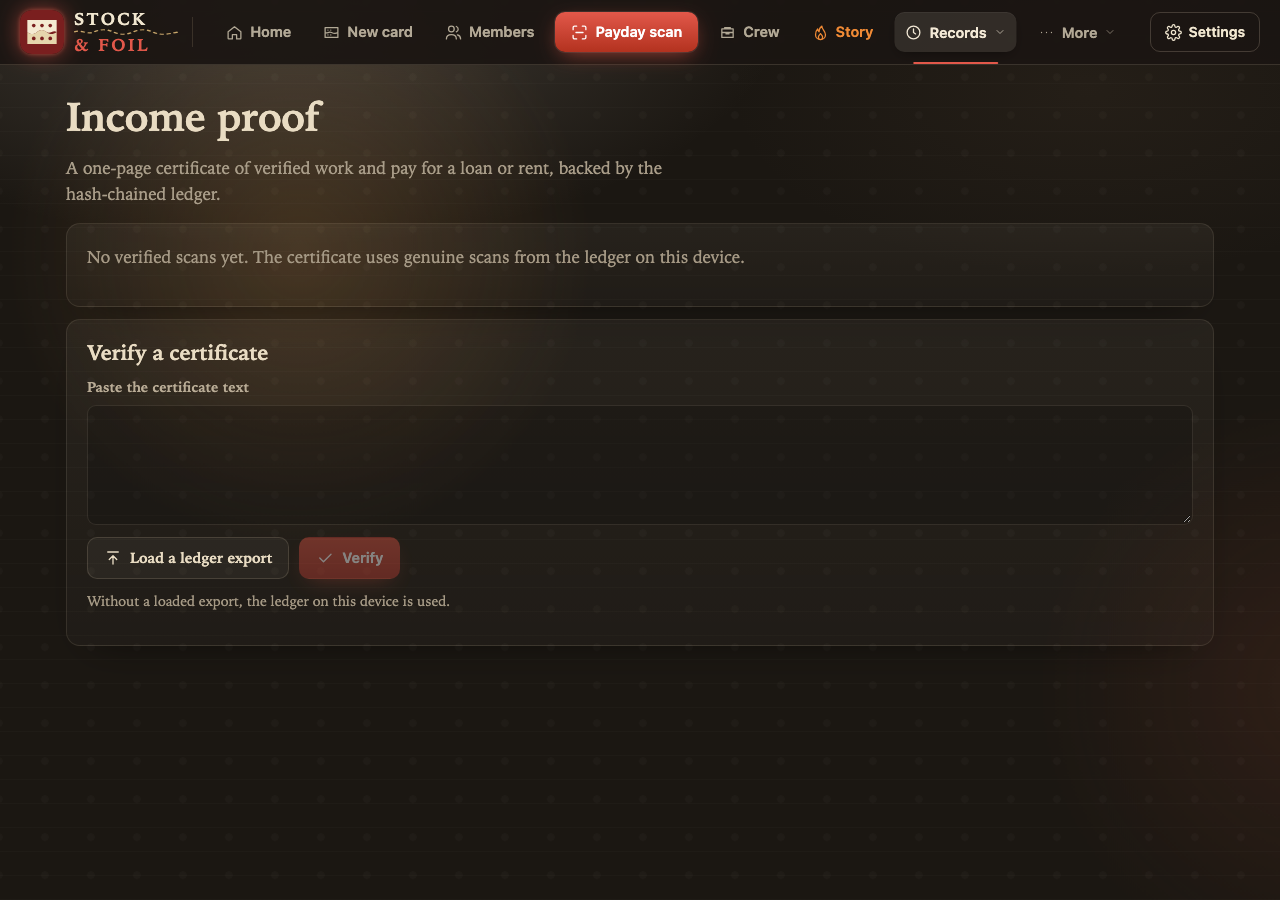 STOCK
& FOIL
Home
New card
Members
Payday scan
Crew
Story
Records
More
Settings
Income proof
A one-page certificate of verified work and pay for a loan or rent, backed by the
hash-chained ledger.
No verified scans yet. The certificate uses genuine scans from the ledger on this device.
Verify a certificate
Paste the certificate text
Load a ledger export
Verify
Without a loaded export, the ledger on this device is used.